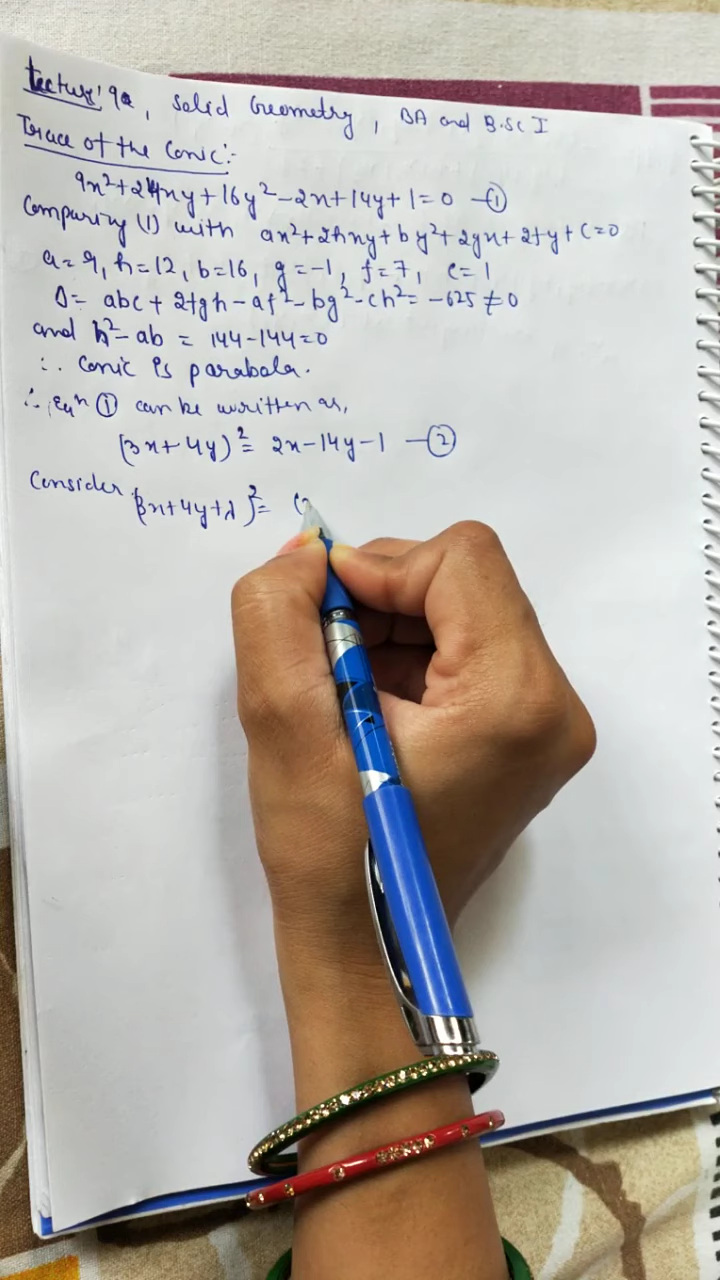 Lecture! 9a, Solid Geometry, BA and B.Sc I
Trace of the Conic:-
9x²+24xy+16y²-2x+14y+1=0 -①
Comparing (1) with ax²+2hxy+by²+2gx+2fy+c=0
a=9, h=12, b=16, g=-1, f=7, c=1
Δ= abc+2fgh-af²-bg²-ch²= -625≠0
and h²-ab = 144-144=0
∴ Conic is parabola.
∴ Eqⁿ ① can be written as,
(3x+4y)²= 2x-14y-1 -②
Consider (3x+4y+λ)²= (